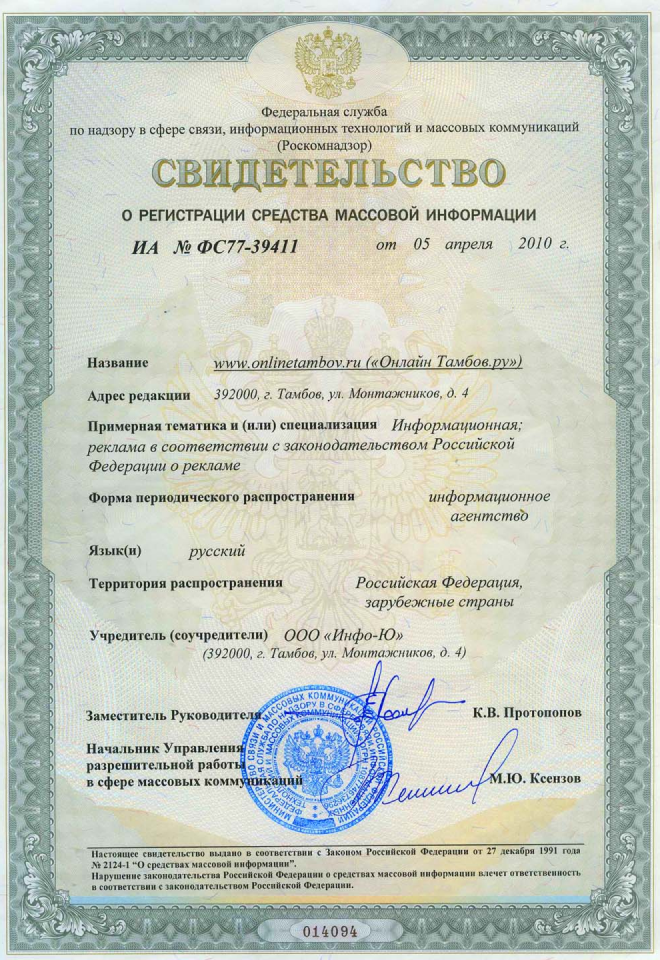 Федеральная служба
по надзору в сфере связи, информационных технологий и массовых коммуникаций
(Роскомнадзор)
СВИДЕТЕЛЬСТВО
О РЕГИСТРАЦИИ СРЕДСТВА МАССОВОЙ ИНФОРМАЦИИ
ИА № ФС77-39411 от 05 апреля 2010 г.
Название www.onlinetambov.ru («Онлайн Тамбов.ру»)
Адрес редакции 392000, г. Тамбов, ул. Монтажников, д. 4
Примерная тематика и (или) специализация Информационная;
реклама в соответствии с законодательством Российской
Федерации о рекламе
Форма периодического распространения информационное
агентство
Язык(и) русский
Территория распространения Российская Федерация,
зарубежные страны
Учредитель (соучредители) ООО «Инфо-Ю»
(392000, г. Тамбов, ул. Монтажников, д. 4)
Заместитель Руководителя К.В. Протопопов
Начальник Управления
разрешительной работы
в сфере массовых коммуникаций М.Ю. Ксензов
Настоящее свидетельство выдано в соответствии с Законом Российской Федерации от 27 декабря 1991 года
№ 2124-1 "О средствах массовой информации".
Нарушение законодательства Российской Федерации о средствах массовой информации влечет ответственность
в соответствии с законодательством Российской Федерации.
014094